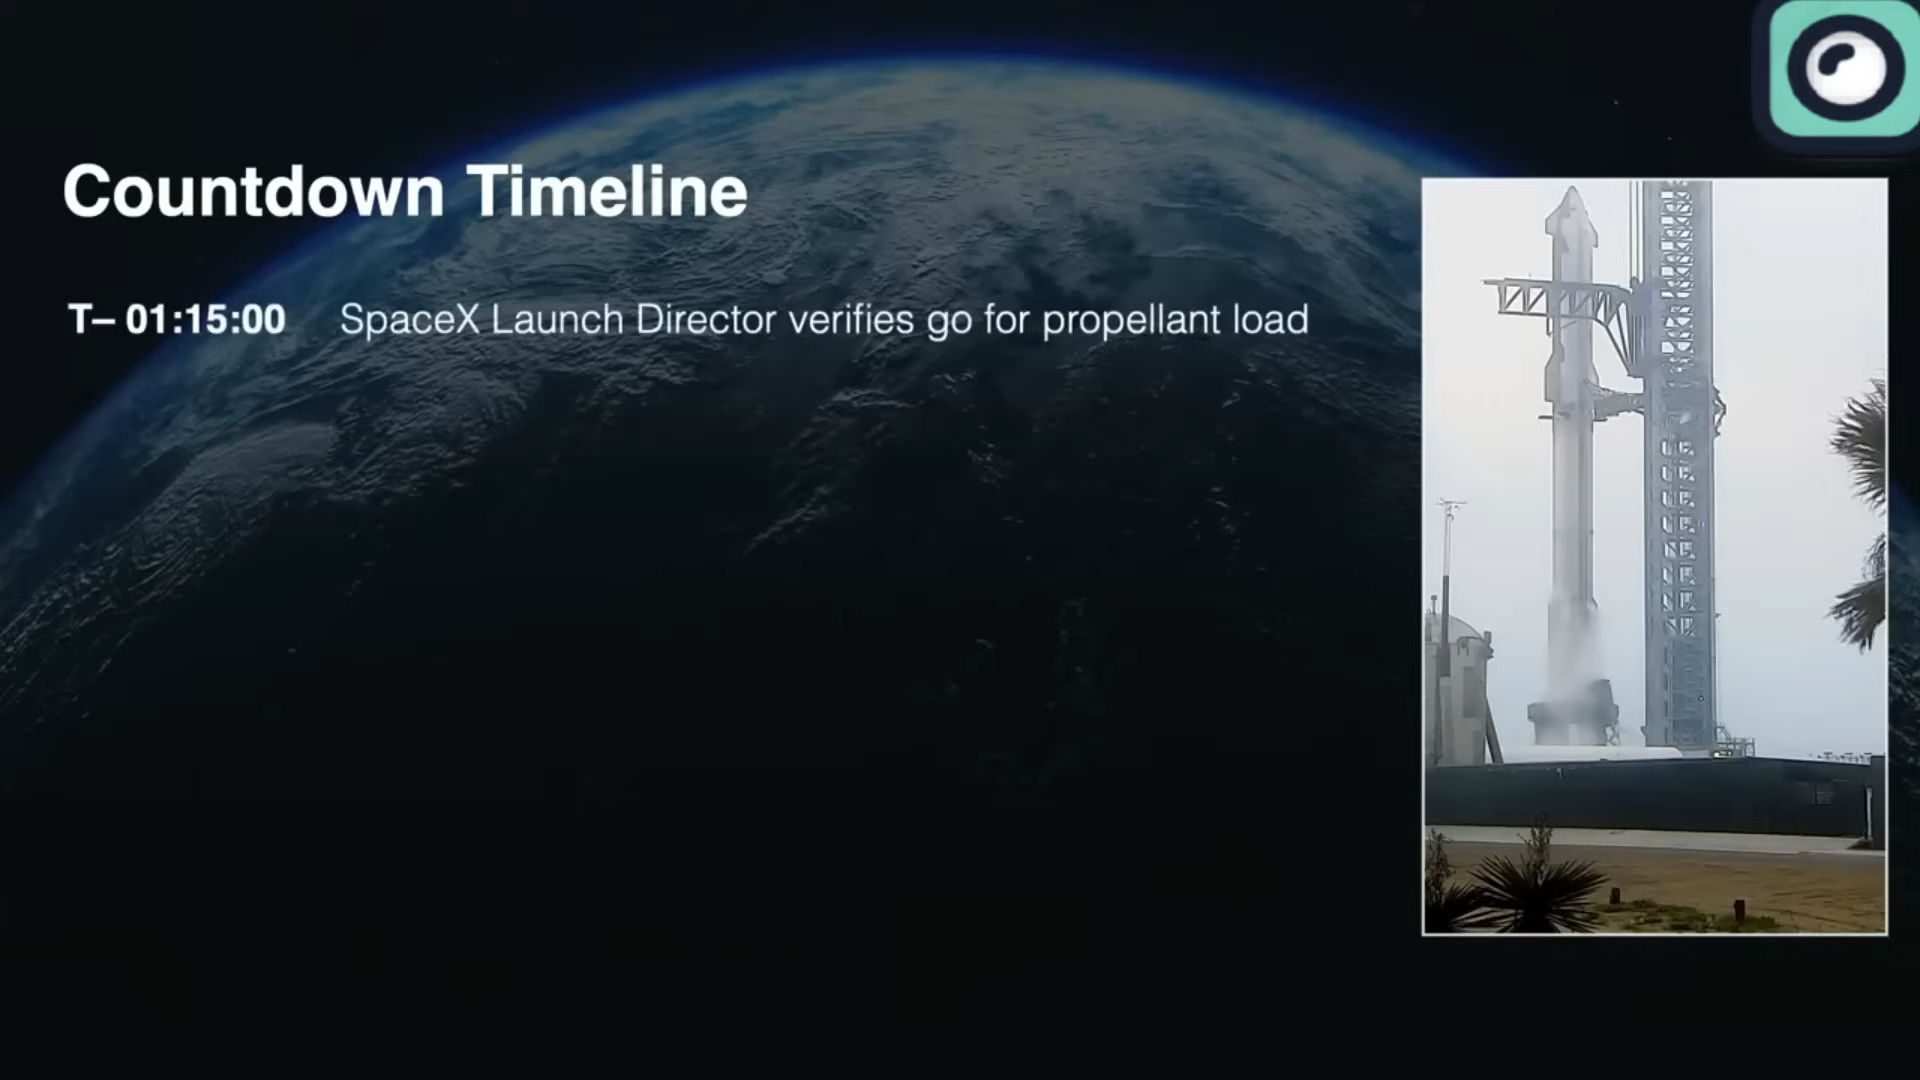 Countdown Timeline
T– 01:15:00 SpaceX Launch Director verifies go for propellant load